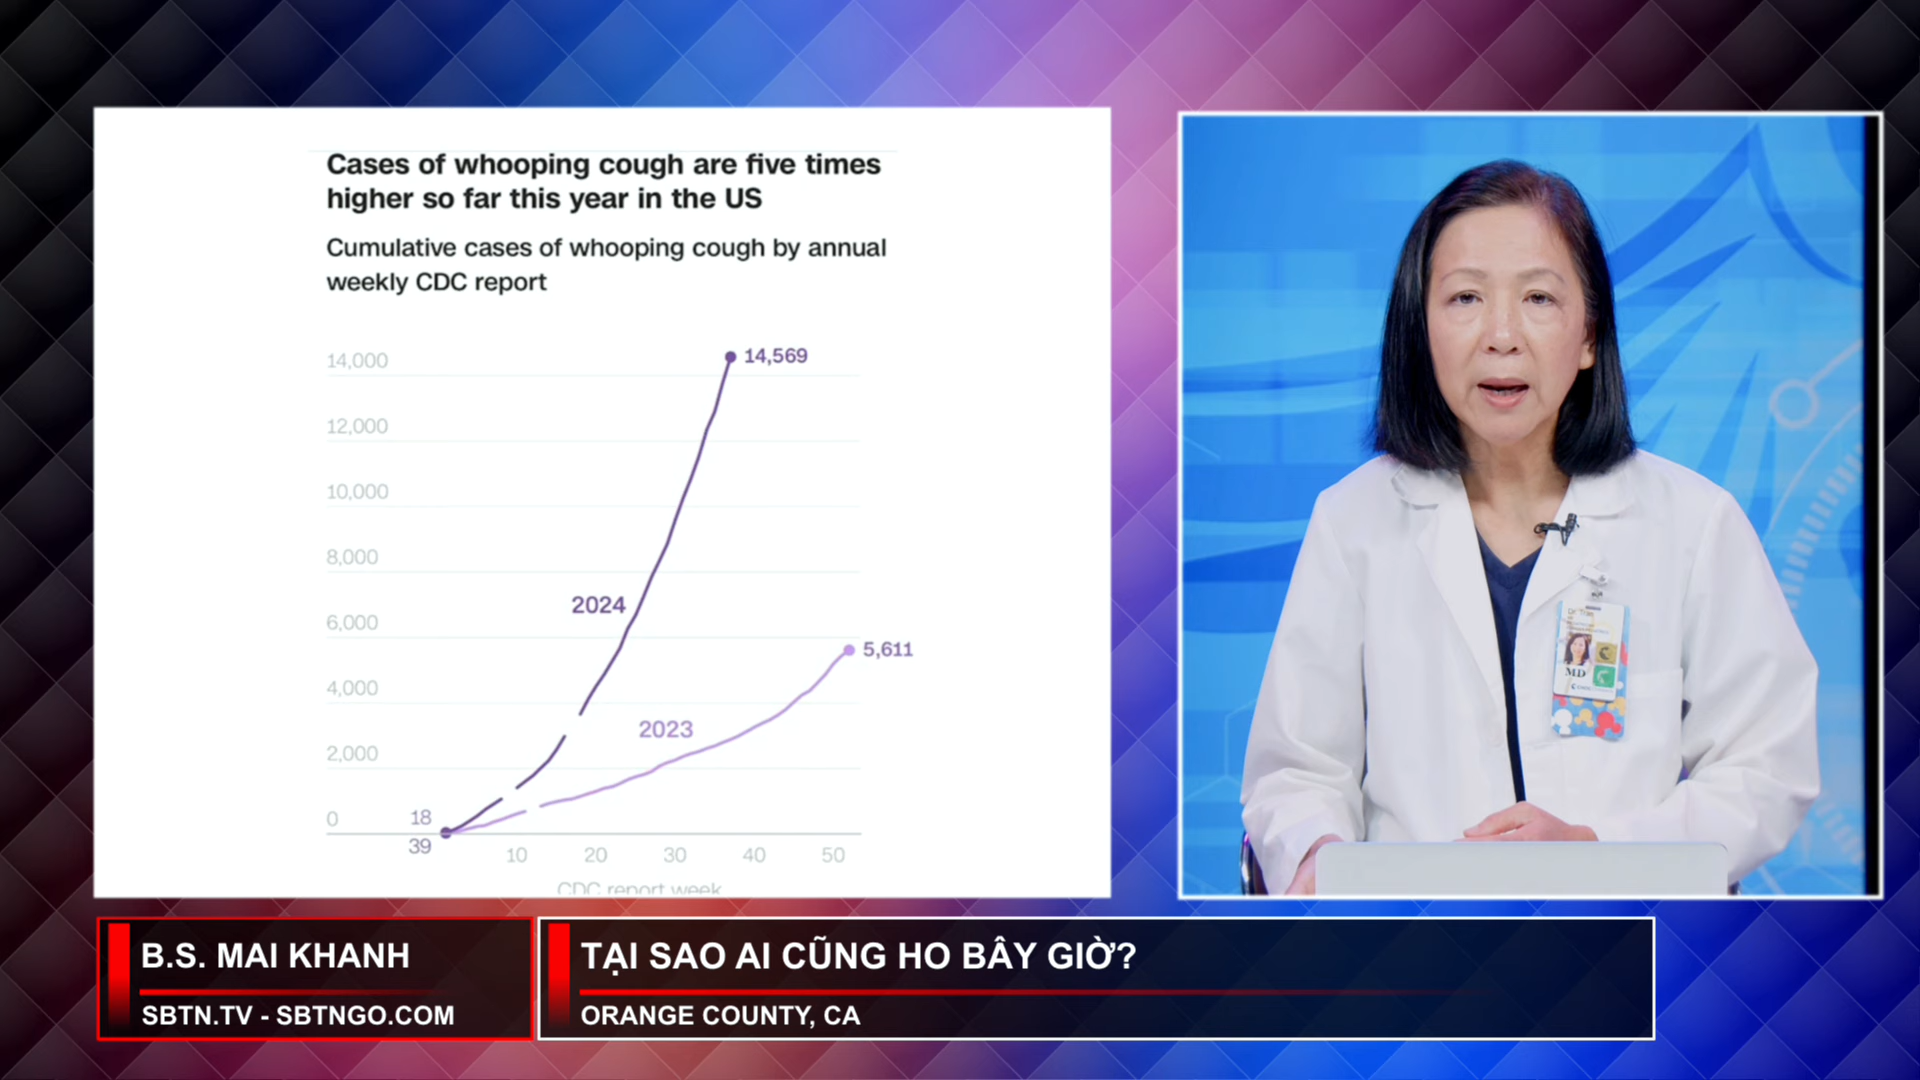 Cases of whooping cough are five times
higher so far this year in the US
Cumulative cases of whooping cough by annual
weekly CDC report
14,000
12,000
10,000
8,000
6,000
4,000
2,000
0
14,569
2024
5,611
2023
18
39
10 20 30 40 50
CDC report week
MD
B.S. MAI KHANH
SBTN.TV - SBTNGO.COM
TẠI SAO AI CŨNG HO BÂY GIỜ?
ORANGE COUNTY, CA